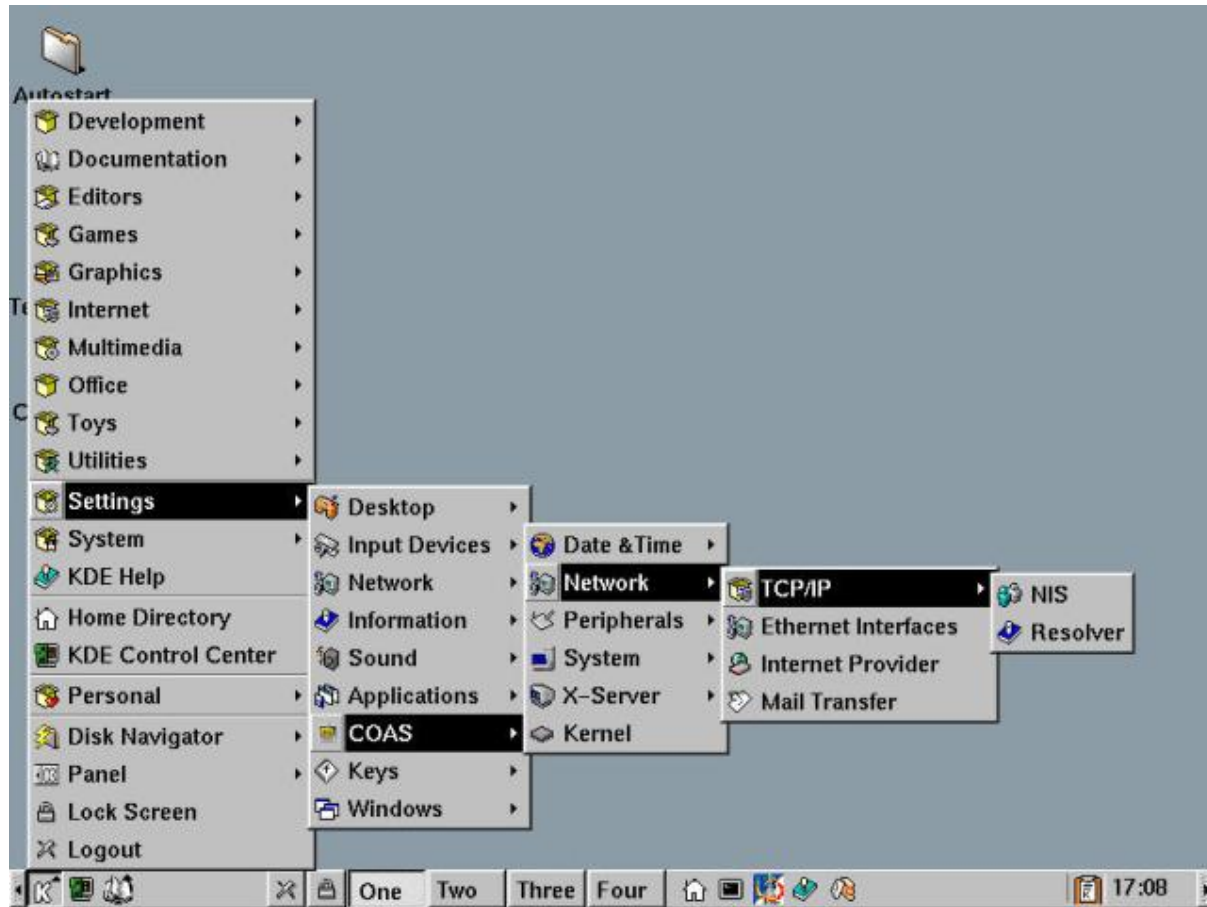 Autostart
Development
Documentation
Editors
Games
Graphics
Te
Internet
Multimedia
Office
C
Toys
Utilities
Settings
System
KDE Help
Home Directory
KDE Control Center
Personal
Disk Navigator
Panel
Lock Screen
Logout
Desktop
Input Devices
Network
Information
Sound
Applications
COAS
Keys
Windows
Date &Time
Network
Peripherals
System
X-Server
Kernel
TCP/IP
Ethernet Interfaces
Internet Provider
Mail Transfer
NIS
Resolver
One Two Three Four 17:08